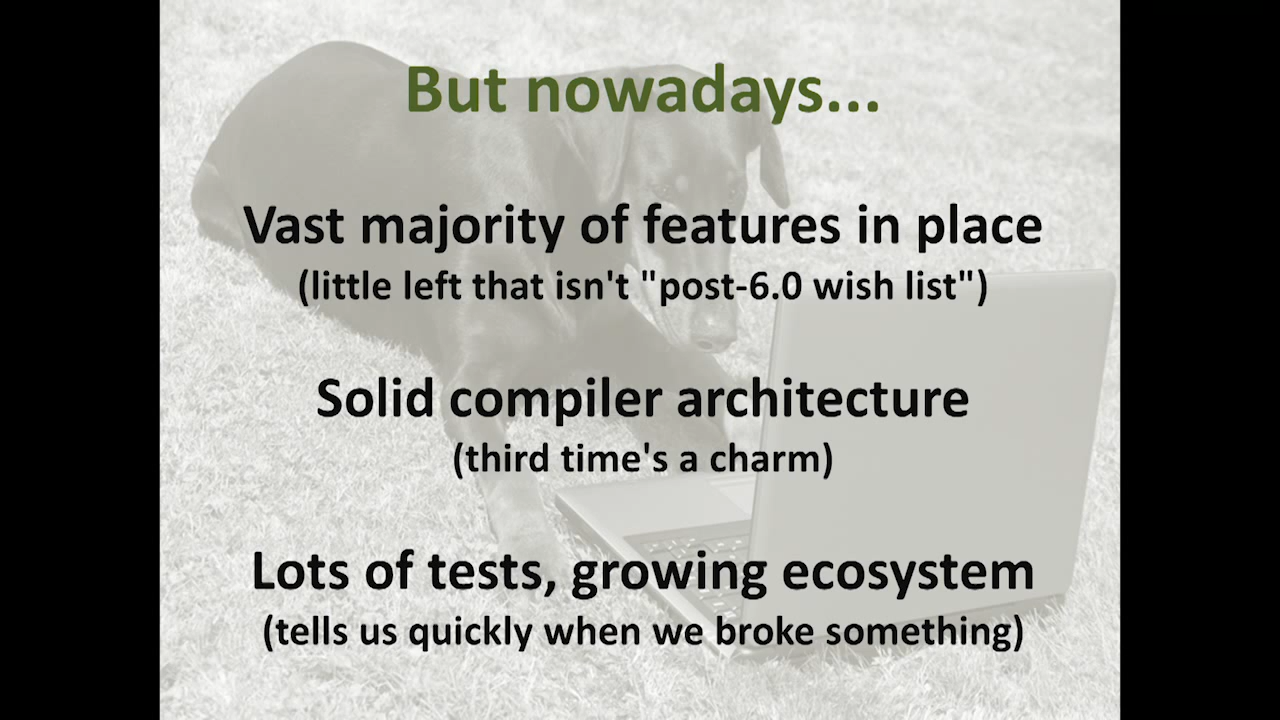 But nowadays...
Vast majority of features in place
(little left that isn't "post-6.0 wish list")
Solid compiler architecture
(third time's a charm)
Lots of tests, growing ecosystem
(tells us quickly when we broke something)